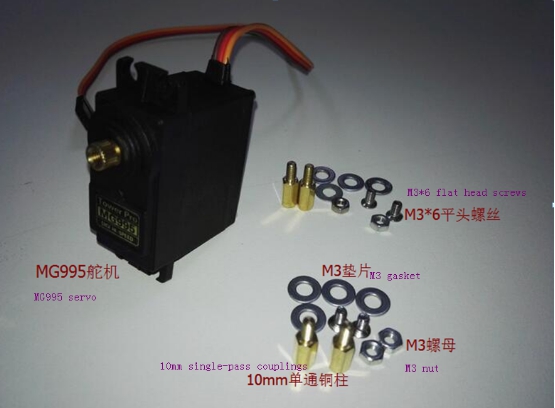 Tower Pro
MG995
M3*6 flat head screws
M3*6平头螺丝
MG995舵机
MG995 servo
M3垫片
M3 gasket
M3螺母
M3 nut
10mm single-pass couplings
10mm单通铜柱